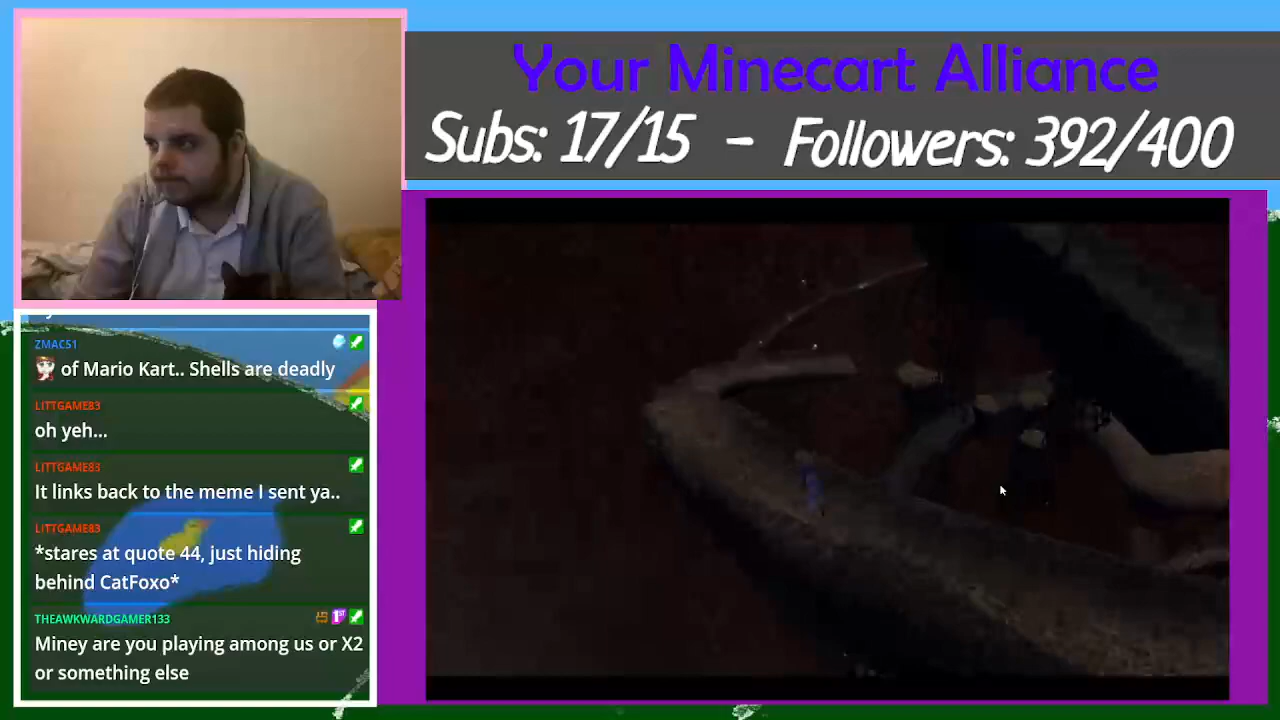 Your Minecart Alliance
Subs: 17/15 - Followers: 392/400
ZMAC51
of Mario Kart.. Shells are deadly
LITTGAME83
oh yeh...
LITTGAME83
It links back to the meme I sent ya..
LITTGAME83
*stares at quote 44, just hiding
behind CatFoxo*
THEAWKWARDGAMER133
Miney are you playing among us or X2
or something else